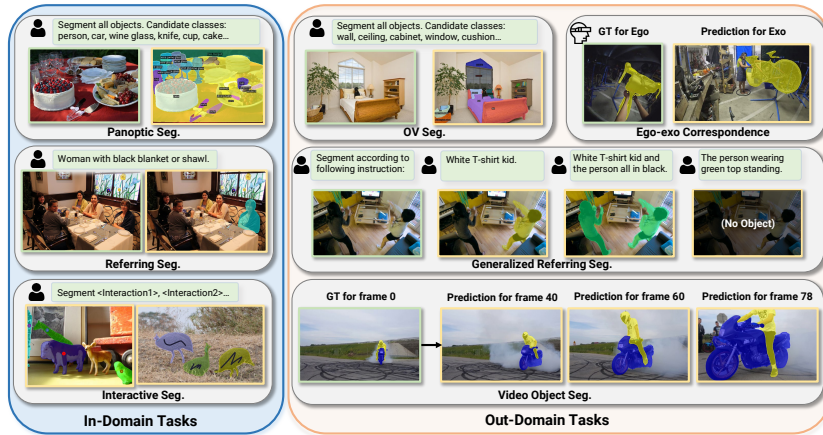 Segment all objects. Candidate classes:
person, car, wine glass, knife, cup, cake…
Panoptic Seg.
Woman with black blanket or shawl.
Referring Seg.
Segment <Interaction1>, <Interaction2>…
Interactive Seg.
In-Domain Tasks
Segment all objects. Candidate classes:
wall, ceiling, cabinet, window, cushion…
OV Seg.
GT for Ego
Prediction for Exo
Ego-exo Correspondence
Segment according to
following instruction:
White T-shirt kid.
White T-shirt kid and
the person all in black.
The person wearing
green top standing.
(No Object)
Generalized Referring Seg.
GT for frame 0
Prediction for frame 40
Prediction for frame 60
Prediction for frame 78
Video Object Seg.
Out-Domain Tasks